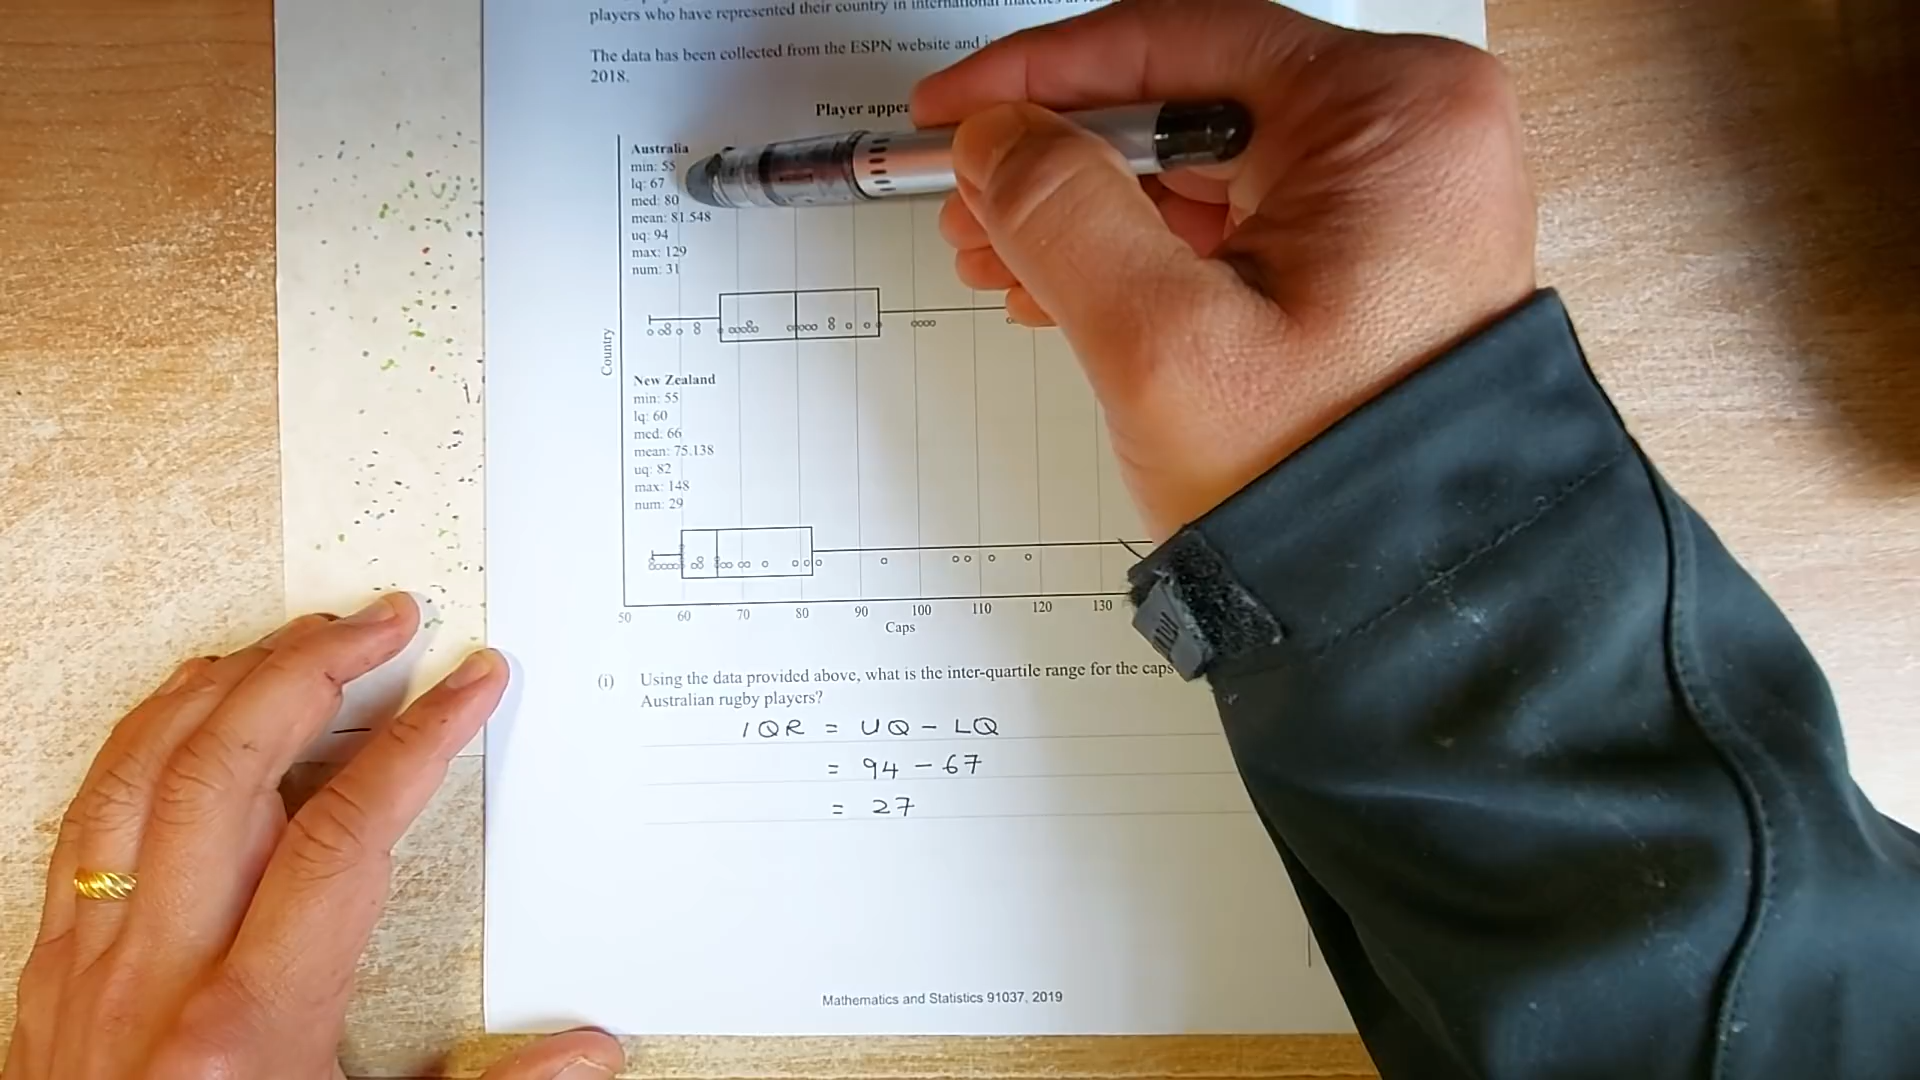 players who have represented their country in international matches
The data has been collected from the ESPN website and
2018.
Player appea
Australia
min: 55
lq: 67
med: 80
mean: 81.548
uq: 94
max: 129
num: 31
Country
New Zealand
min: 55
lq: 60
med: 66
mean: 75.138
uq: 82
max: 148
num: 29
50 60 70 80 90 100 110 120 130
Caps
(i) Using the data provided above, what is the inter-quartile range for the caps
Australian rugby players?
IQR = UQ - LQ
= 94 - 67
= 27
Mathematics and Statistics 91037, 2019